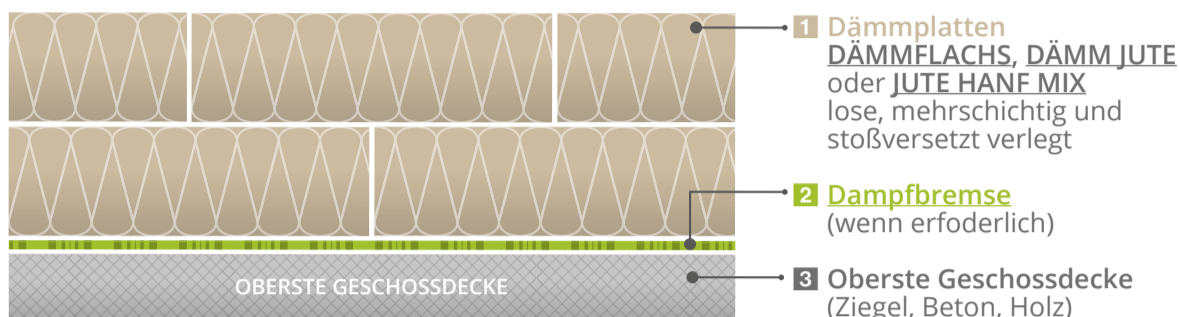 1 Dämmplatten
DÄMMFLACHS, DÄMM JUTE
oder JUTE HANF MIX
lose, mehrschichtig und
stoßversetzt verlegt
2 Dampfbremse
(wenn erfoderlich)
OBERSTE GESCHOSSDECKE
3 Oberste Geschossdecke
(Ziegel, Beton, Holz)